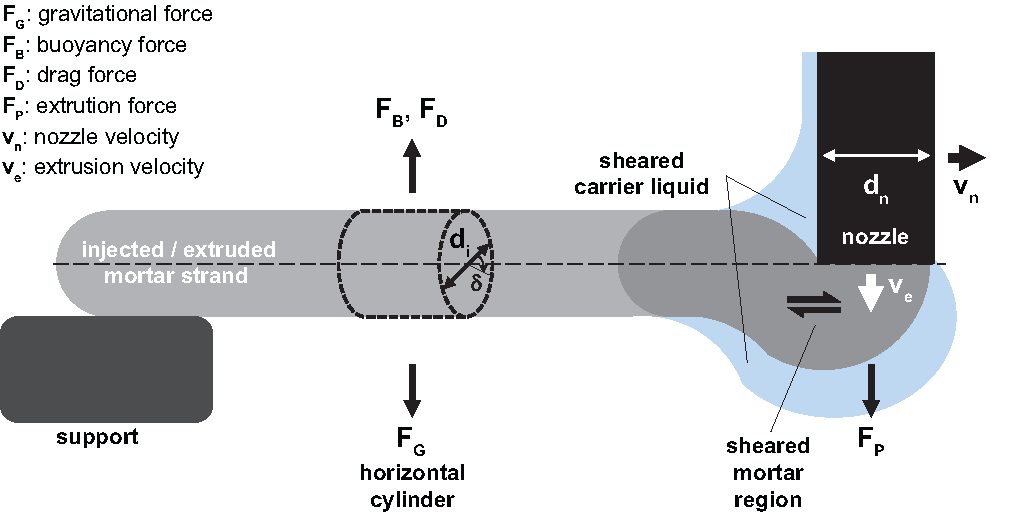 F_G: gravitational force
F_B: buoyancy force
F_D: drag force
F_P: extrution force
v_n: nozzle velocity
v_e: extrusion velocity
F_B, F_D
sheared
carrier liquid
d_n
v_n
nozzle
injected / extruded
mortar strand
d_i
δ
v_e
support
F_G
horizontal
cylinder
sheared
mortar
region
F_P